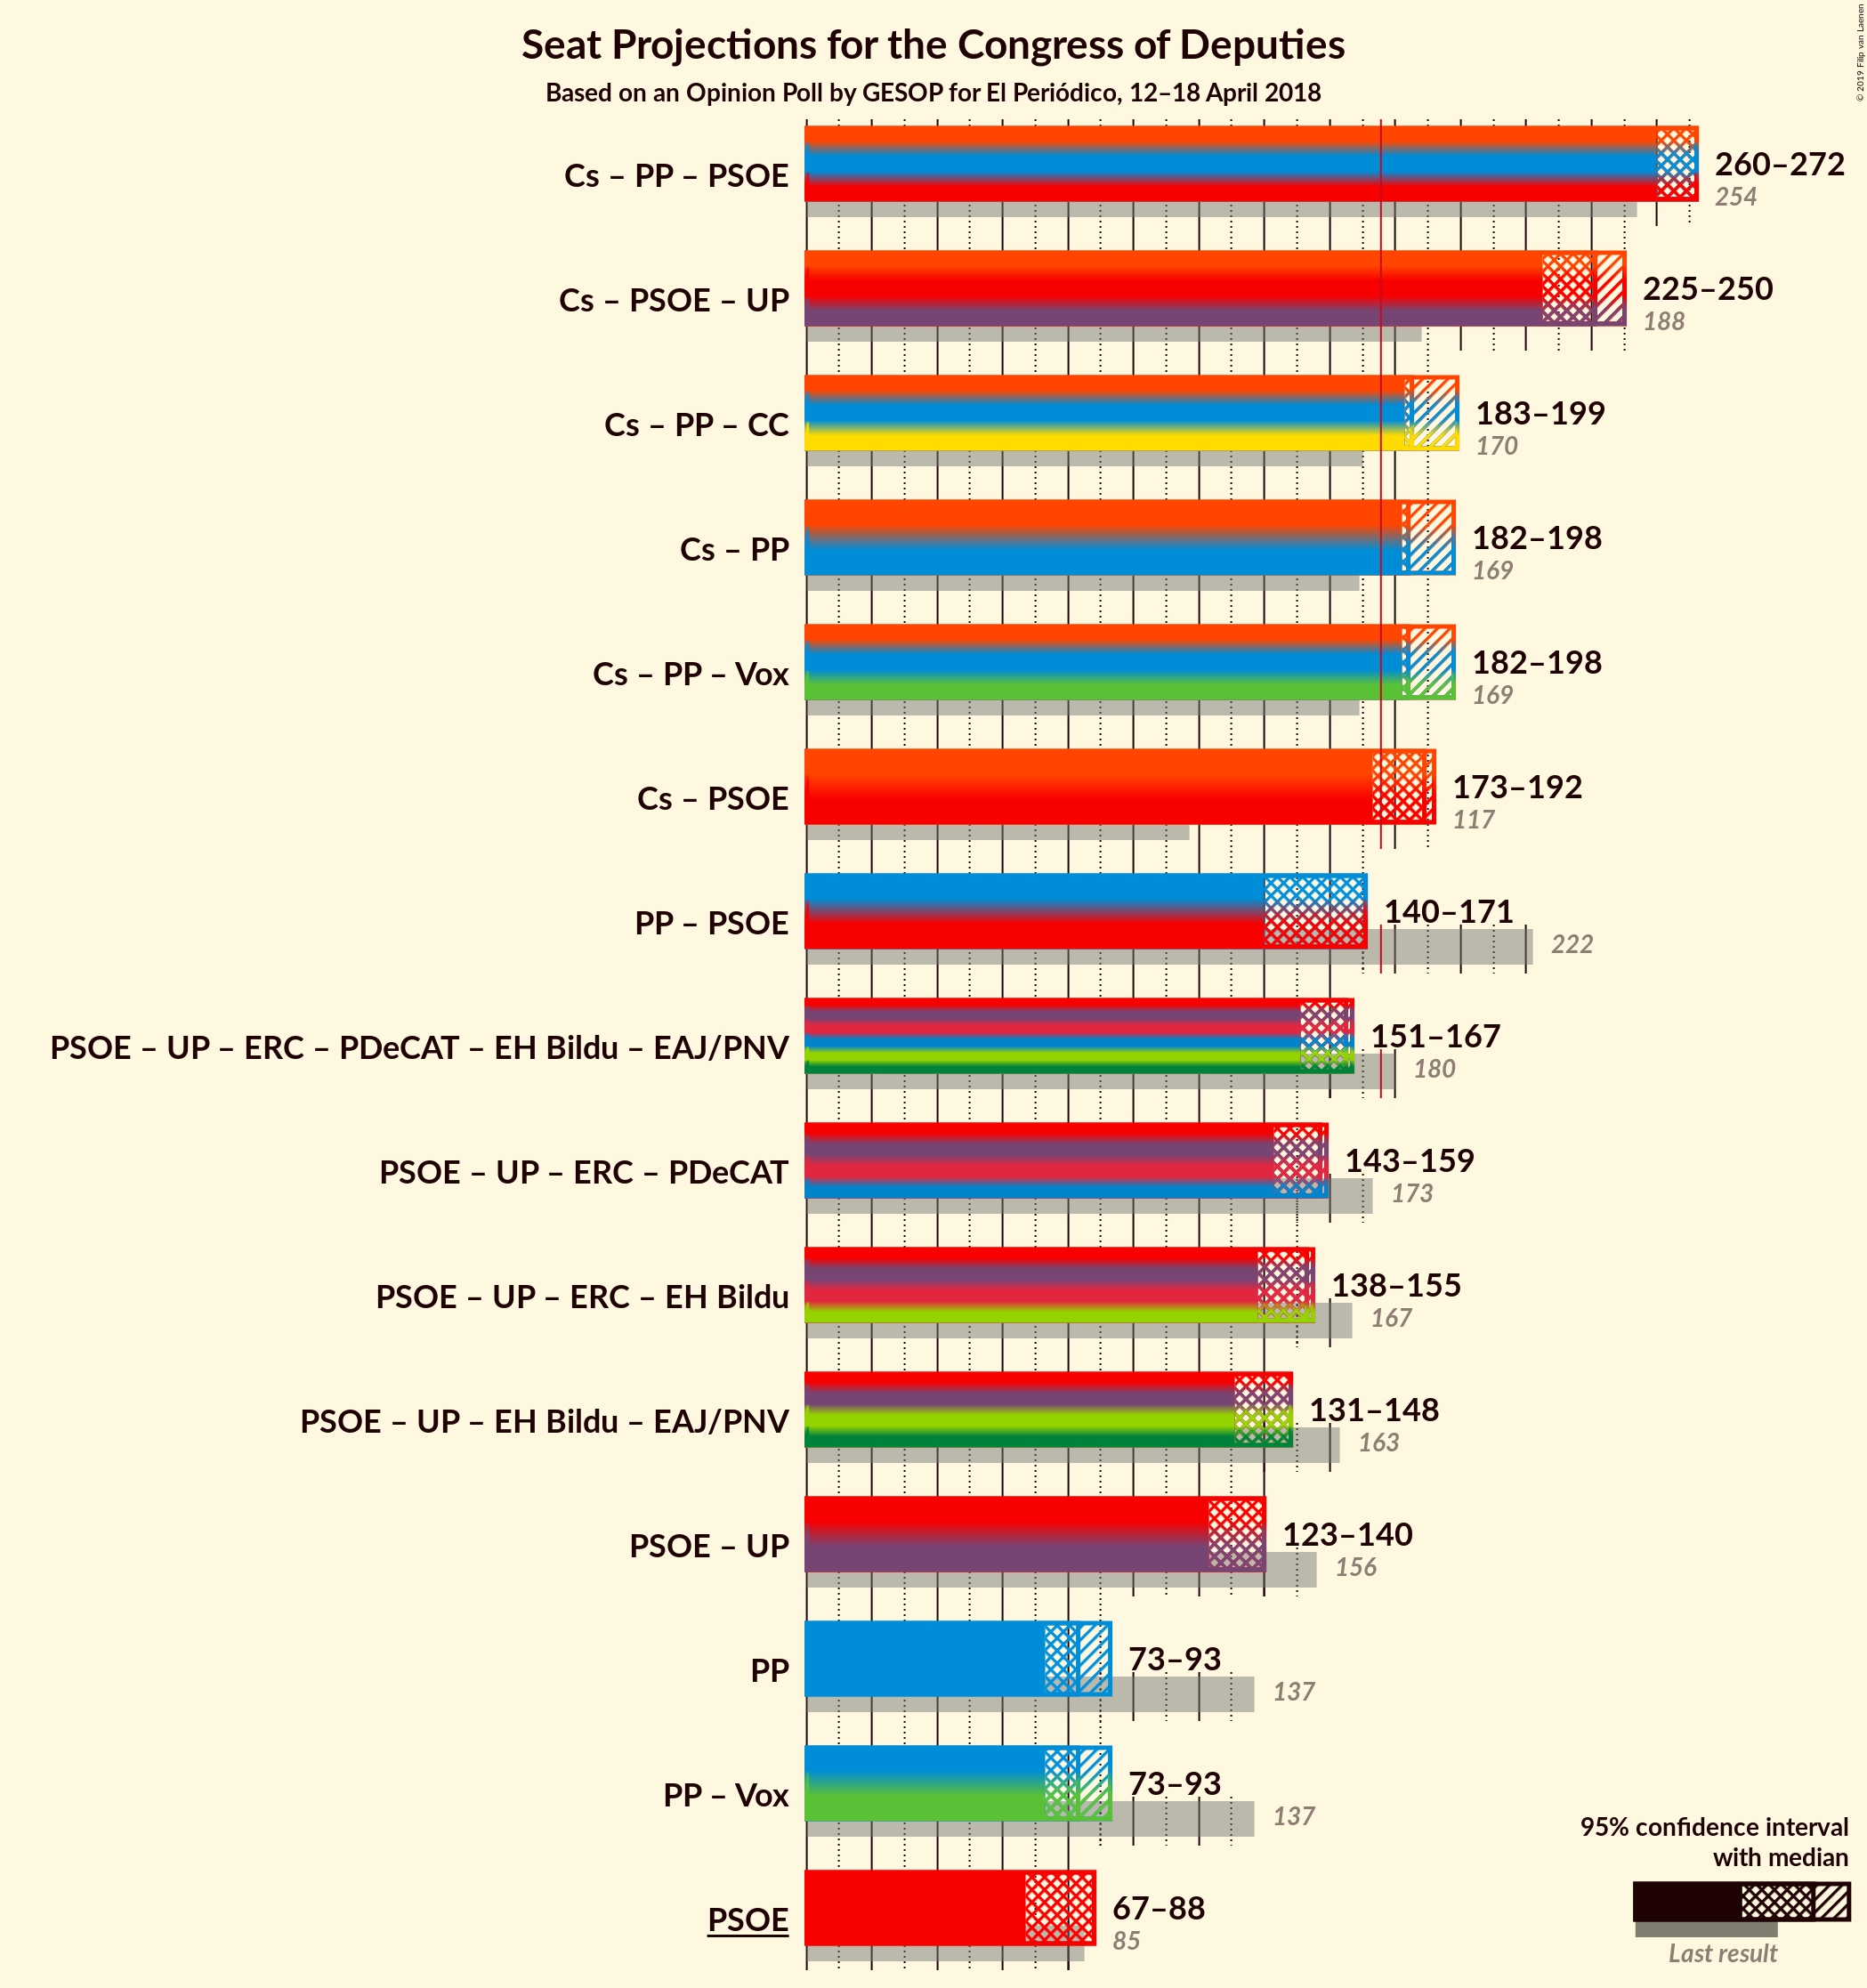 Seat Projections for the Congress of Deputies
Based on an Opinion Poll by GESOP for El Periódico, 12–18 April 2018
© 2019 Filip van Laenen
Cs – PP – PSOE
260–272
254
Cs – PSOE – UP
225–250
188
Cs – PP – CC
183–199
170
Cs – PP
182–198
169
Cs – PP – Vox
182–198
169
Cs – PSOE
173–192
117
PP – PSOE
140–171
222
PSOE – UP – ERC – PDeCAT – EH Bildu – EAJ/PNV
151–167
180
PSOE – UP – ERC – PDeCAT
143–159
173
PSOE – UP – ERC – EH Bildu
138–155
167
PSOE – UP – EH Bildu – EAJ/PNV
131–148
163
PSOE – UP
123–140
156
PP
73–93
137
PP – Vox
73–93
137
PSOE
67–88
85
95% confidence interval
with median
Last result